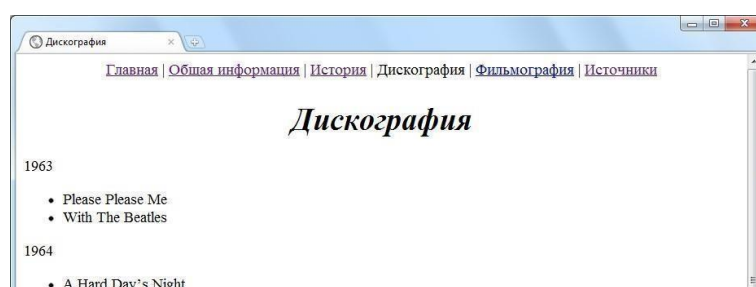 Дискография
Главная | Обшая информация | История | Дискография | Фильмография | Источники
Дискография
1963
• Please Please Me
• With The Beatles
1964
• A Hard Day's Night